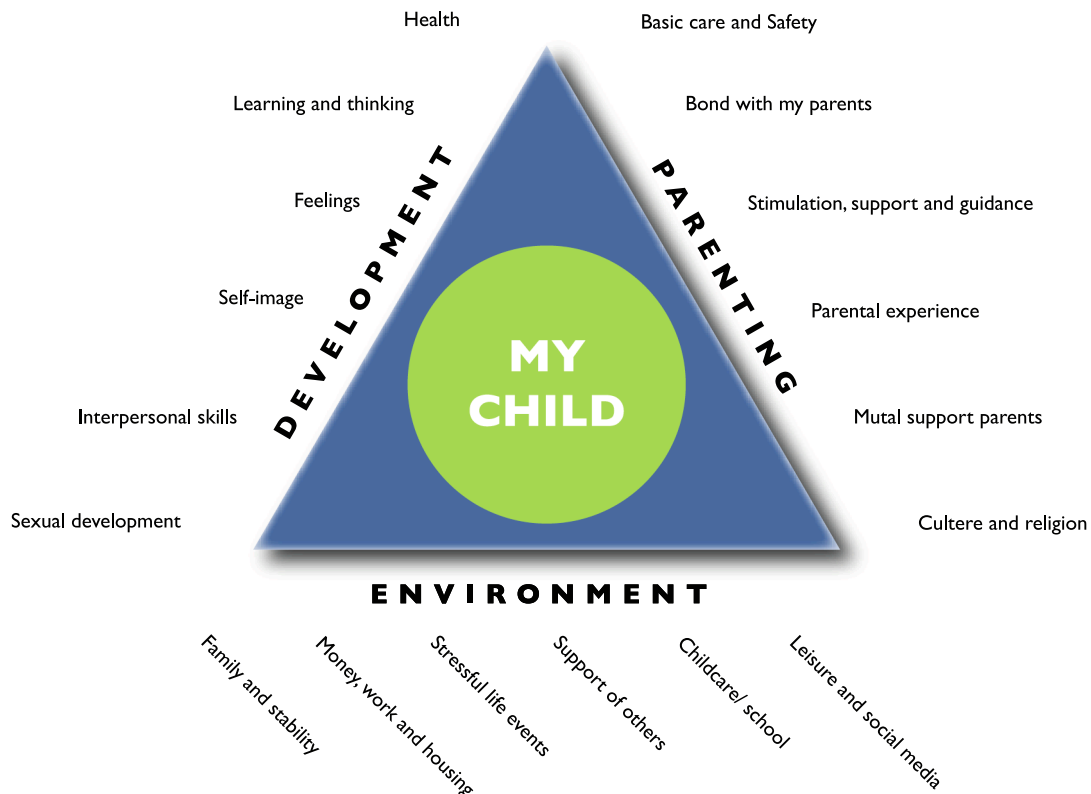 Health
Basic care and Safety
Learning and thinking
Bond with my parents
Feelings
Stimulation, support and guidance
Self-image
Parental experience
Interpersonal skills
Mutal support parents
Sexual development
Cultere and religion
DEVELOPMENT
PARENTING
MY
CHILD
ENVIRONMENT
Family and stability
Money, work and housing
Stressful life events
Support of others
Childcare/ school
Leisure and social media